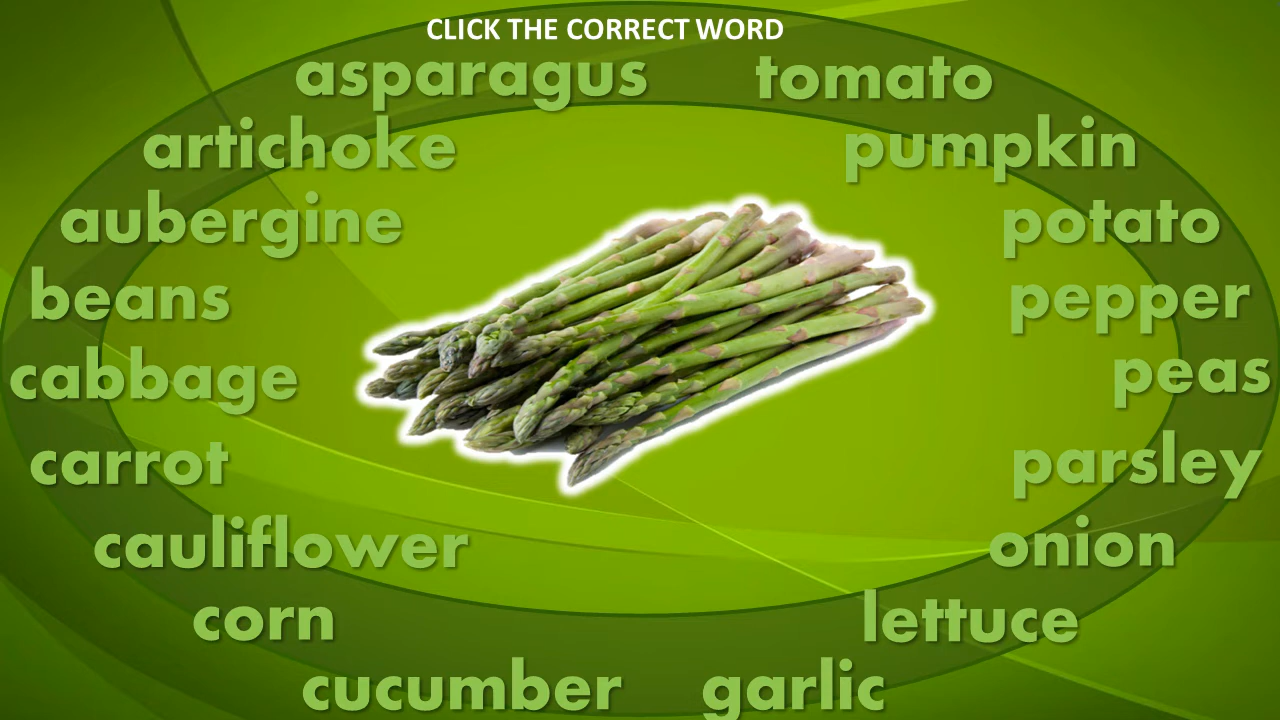 CLICK THE CORRECT WORD
asparagus tomato
artichoke pumpkin
aubergine potato
beans pepper
cabbage peas
carrot parsley
cauliflower onion
corn lettuce
cucumber garlic